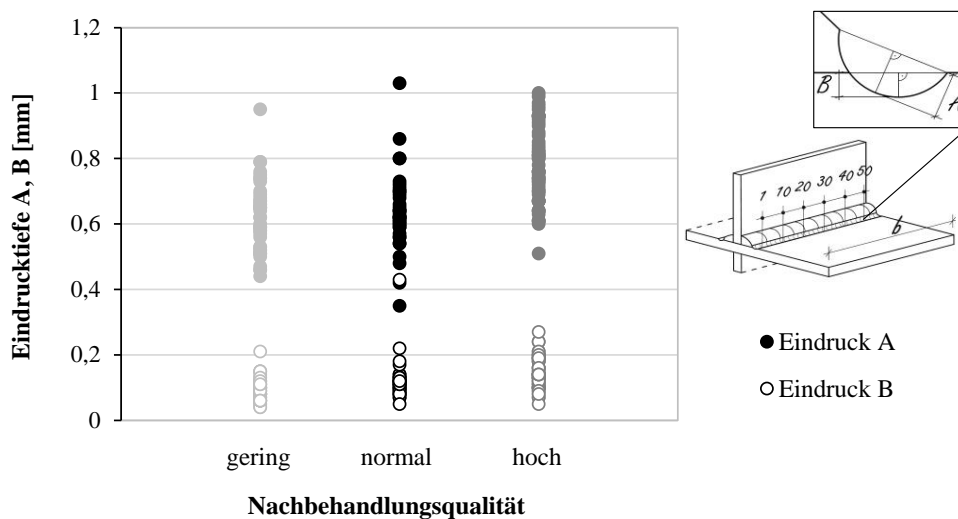 1,2
1
0,8
0,6
0,4
0,2
0
Eindrucktiefe A, B [mm]
gering normal hoch
Nachbehandlungsqualität
B
A
1 10 20 30 40 50
b
Eindruck A
Eindruck B